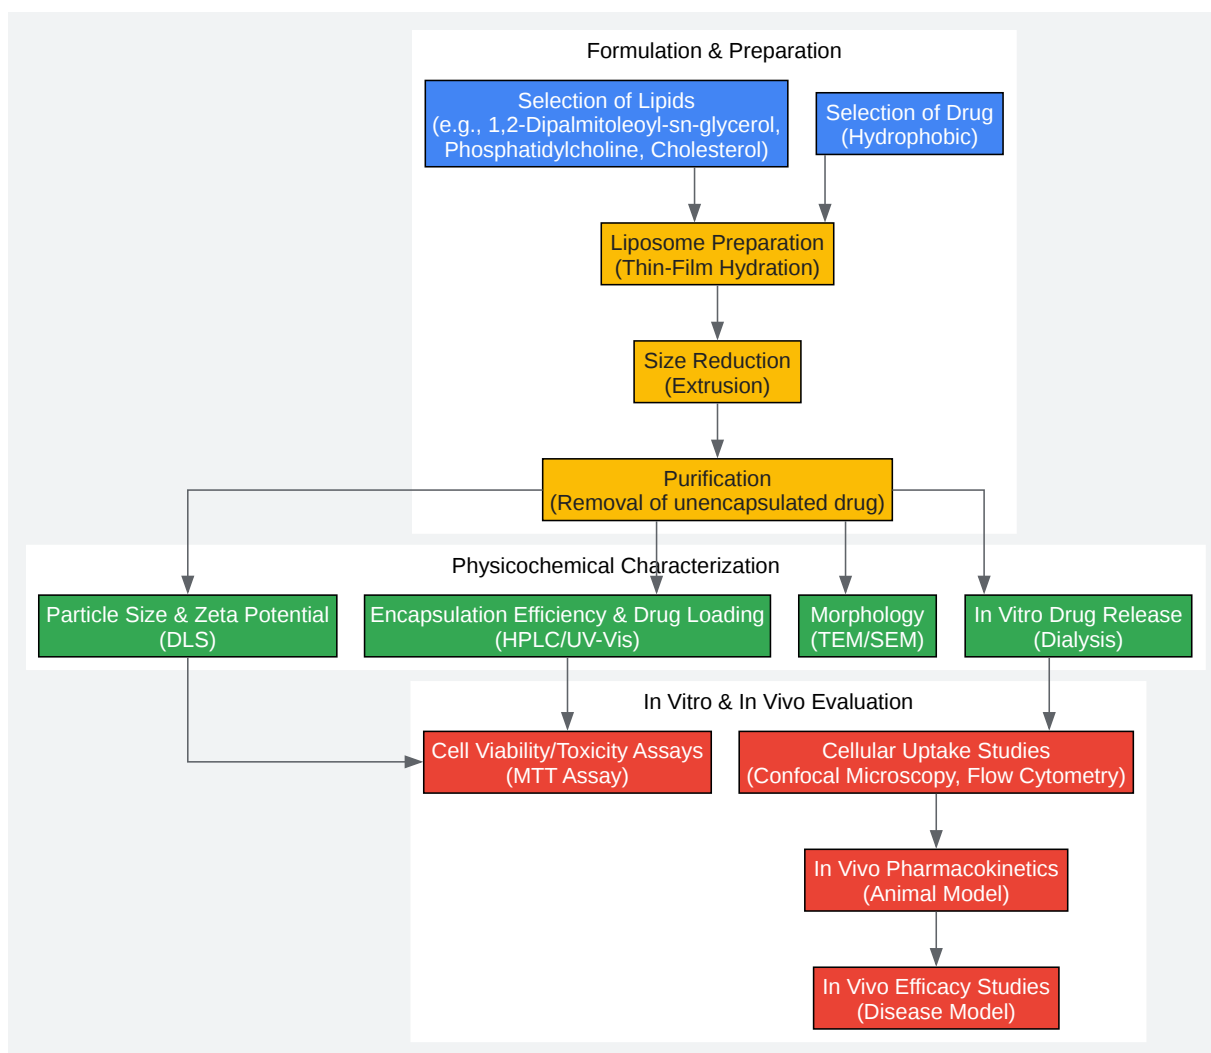 Formulation & Preparation
Selection of Lipids
(e.g., 1,2-Dipalmitoleoyl-sn-glycerol,
Phosphatidylcholine, Cholesterol)
Selection of Drug
(Hydrophobic)
Liposome Preparation
(Thin-Film Hydration)
Size Reduction
(Extrusion)
Purification
(Removal of unencapsulated drug)
Physicochemical Characterization
Particle Size & Zeta Potential
(DLS)
Encapsulation Efficiency & Drug Loading
(HPLC/UV-Vis)
Morphology
(TEM/SEM)
In Vitro Drug Release
(Dialysis)
In Vitro & In Vivo Evaluation
Cell Viability/Toxicity Assays
(MTT Assay)
Cellular Uptake Studies
(Confocal Microscopy, Flow Cytometry)
In Vivo Pharmacokinetics
(Animal Model)
In Vivo Efficacy Studies
(Disease Model)